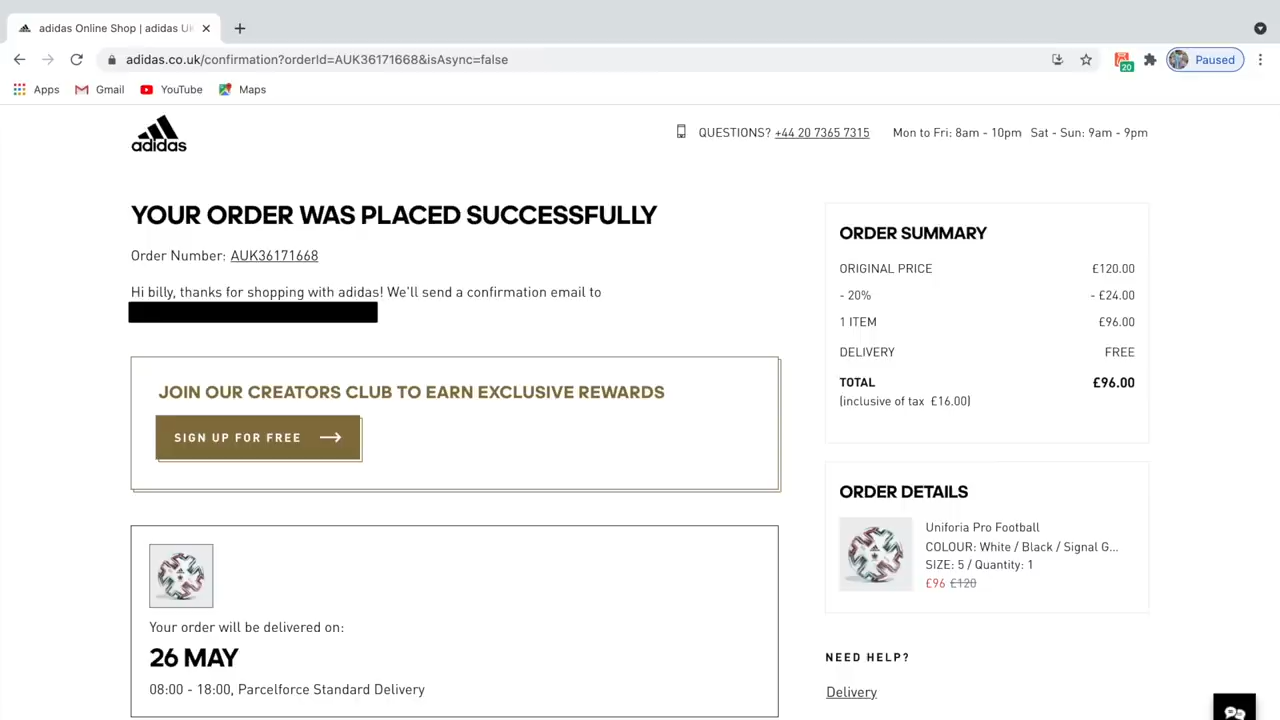 adidas Online Shop | adidas UK
adidas.co.uk/confirmation?orderId=AUK36171668&isAsync=false
20
Paused
Apps
Gmail
YouTube
Maps
adidas
QUESTIONS? +44 20 7365 7315 Mon to Fri: 8am - 10pm Sat - Sun: 9am - 9pm
YOUR ORDER WAS PLACED SUCCESSFULLY
Order Number: AUK36171668
Hi billy, thanks for shopping with adidas! We'll send a confirmation email to
JOIN OUR CREATORS CLUB TO EARN EXCLUSIVE REWARDS
SIGN UP FOR FREE
Your order will be delivered on:
26 MAY
08:00 - 18:00, Parcelforce Standard Delivery
ORDER SUMMARY
ORIGINAL PRICE £120.00
- 20% - £24.00
1 ITEM £96.00
DELIVERY FREE
TOTAL £96.00
(inclusive of tax £16.00)
ORDER DETAILS
Uniforia Pro Football
COLOUR: White / Black / Signal G...
SIZE: 5 / Quantity: 1
£96 £120
NEED HELP?
Delivery